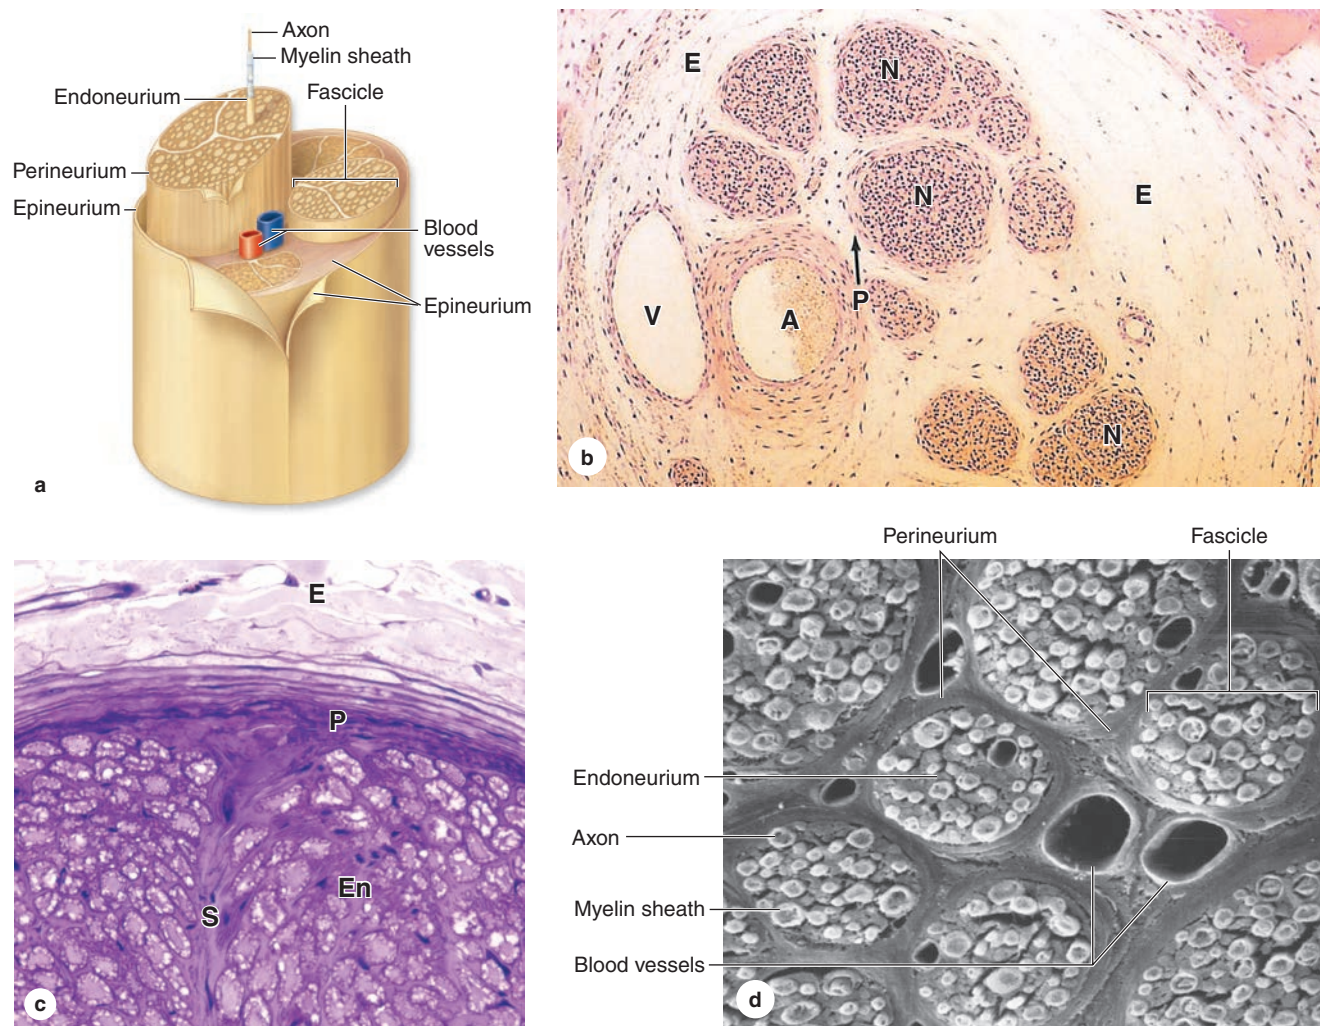 Axon
Myelin sheath
Endoneurium
Fascicle
Perineurium
Epineurium
Blood
vessels
Epineurium
a
E
N
N
E
V
A
P
N
b
E
P
En
S
c
Perineurium
Fascicle
Endoneurium
Axon
Myelin sheath
Blood vessels
d